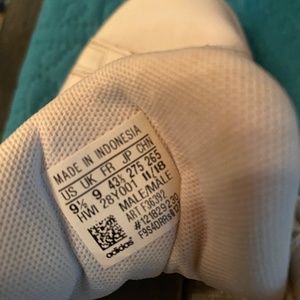 MADE IN INDONESIA
US UK FR JP CHN
9½ 9 43⅓ 275 265
HWI 28Y001 11/18
MALE/MALE
ART F36392
#121829230
adidas